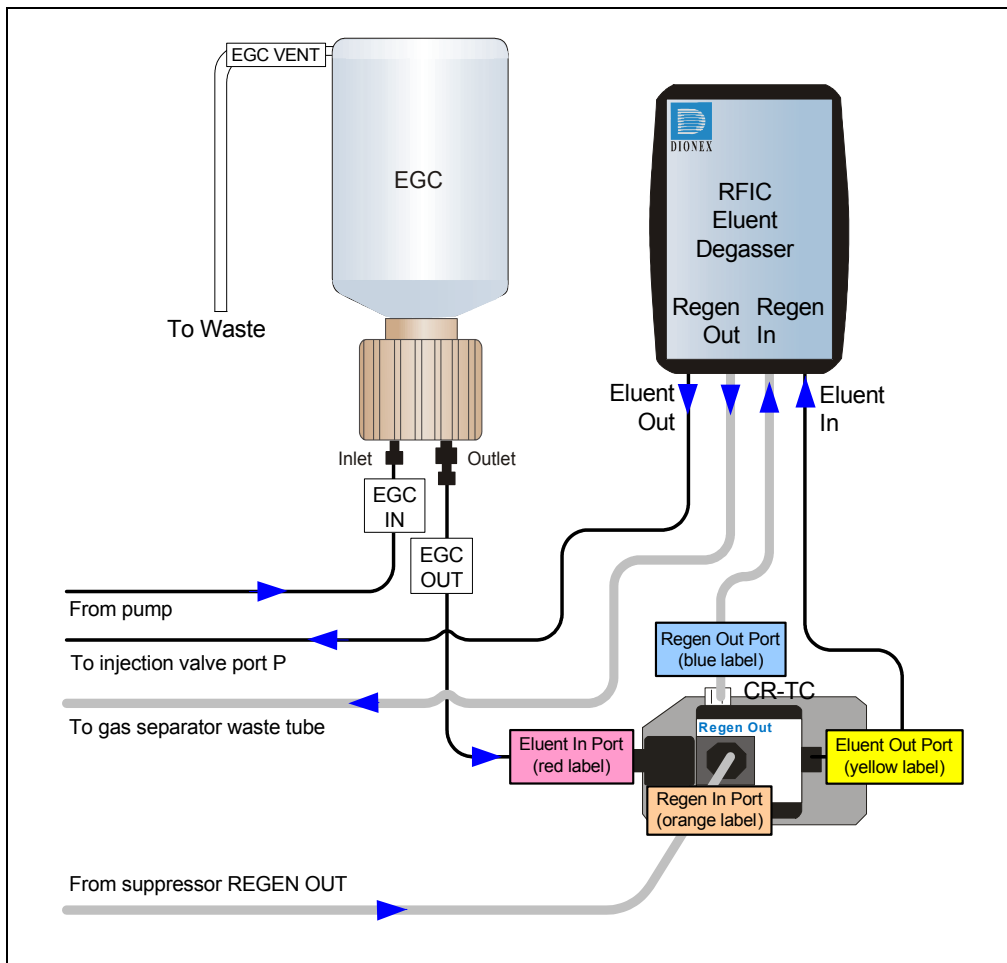 EGC VENT
To Waste
EGC
Inlet
Outlet
EGC
IN
EGC
OUT
DIONEX
RFIC
Eluent
Degasser
Regen Regen
Out In
Eluent
Out
Eluent
In
From pump
To injection valve port P
To gas separator waste tube
Regen Out Port
(blue label)
CR-TC
Regen Out
Eluent In Port
(red label)
Eluent Out Port
(yellow label)
Regen In Port
(orange label)
From suppressor REGEN OUT